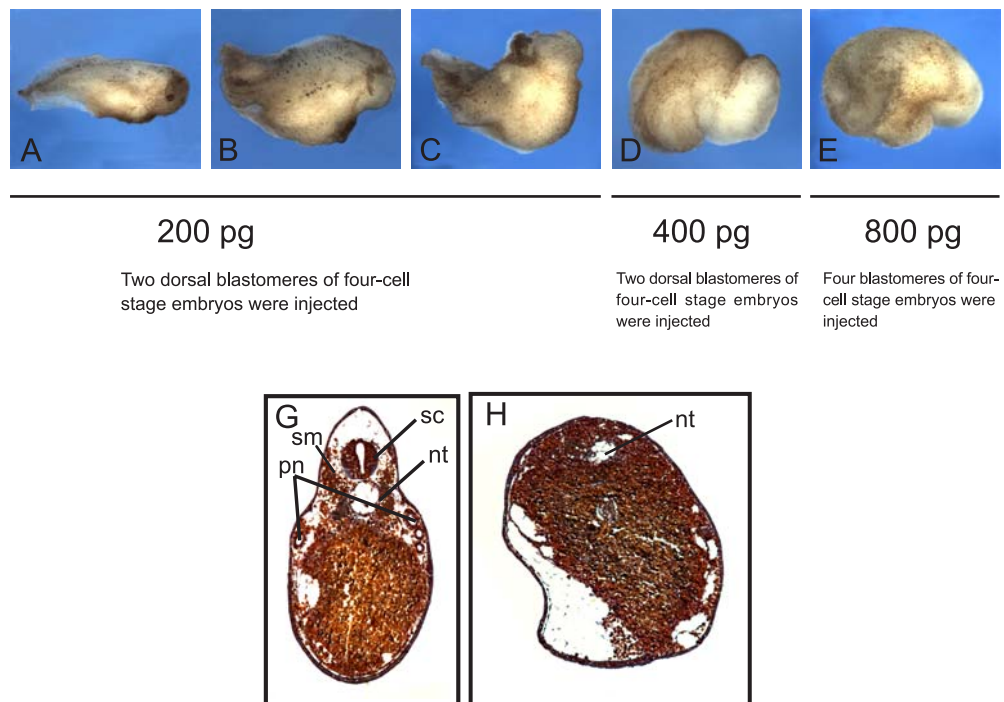 A B C D E
200 pg 400 pg 800 pg
Two dorsal blastomeres of four-cell
stage embryos were injected
Two dorsal blastomeres of
four-cell stage embryos
were injected
Four blastomeres of four-
cell stage embryos were
injected
G
sc
sm
nt
pn
H
nt